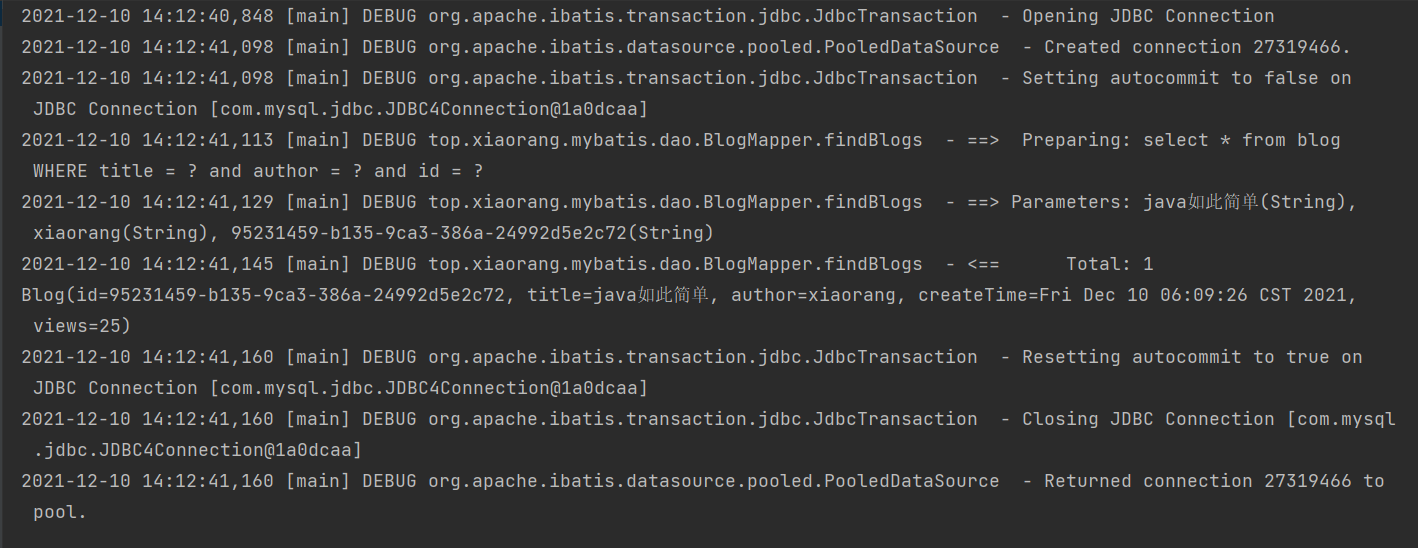 2021-12-10 14:12:40,848 [main] DEBUG org.apache.ibatis.transaction.jdbc.JdbcTransaction  - Opening JDBC Connection
2021-12-10 14:12:41,098 [main] DEBUG org.apache.ibatis.datasource.pooled.PooledDataSource  - Created connection 27319466.
2021-12-10 14:12:41,098 [main] DEBUG org.apache.ibatis.transaction.jdbc.JdbcTransaction  - Setting autocommit to false on
JDBC Connection [com.mysql.jdbc.JDBC4Connection@1a0dcaa]
2021-12-10 14:12:41,113 [main] DEBUG top.xiaorang.mybatis.dao.BlogMapper.findBlogs  - ==>  Preparing: select * from blog
WHERE title = ? and author = ? and id = ?
2021-12-10 14:12:41,129 [main] DEBUG top.xiaorang.mybatis.dao.BlogMapper.findBlogs  - ==> Parameters: java如此简单(String),
xiaorang(String), 95231459-b135-9ca3-386a-24992d5e2c72(String)
2021-12-10 14:12:41,145 [main] DEBUG top.xiaorang.mybatis.dao.BlogMapper.findBlogs  - <==      Total: 1
Blog(id=95231459-b135-9ca3-386a-24992d5e2c72, title=java如此简单, author=xiaorang, createTime=Fri Dec 10 06:09:26 CST 2021,
views=25)
2021-12-10 14:12:41,160 [main] DEBUG org.apache.ibatis.transaction.jdbc.JdbcTransaction  - Resetting autocommit to true on
JDBC Connection [com.mysql.jdbc.JDBC4Connection@1a0dcaa]
2021-12-10 14:12:41,160 [main] DEBUG org.apache.ibatis.transaction.jdbc.JdbcTransaction  - Closing JDBC Connection [com.mysql
.jdbc.JDBC4Connection@1a0dcaa]
2021-12-10 14:12:41,160 [main] DEBUG org.apache.ibatis.datasource.pooled.PooledDataSource  - Returned connection 27319466 to
pool.